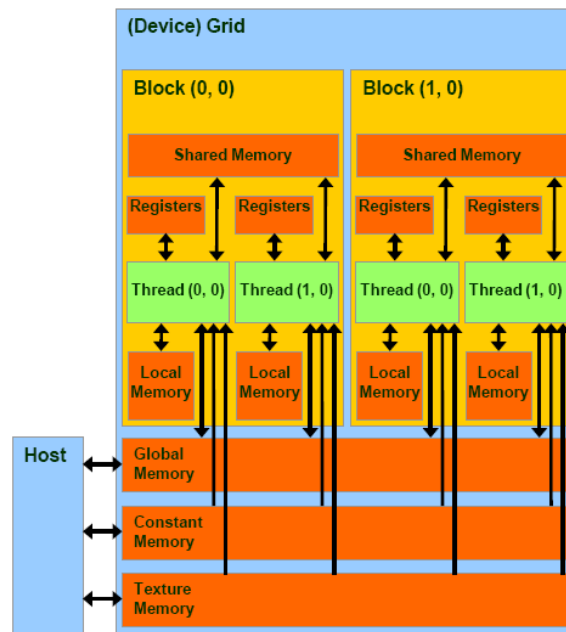 (Device) Grid
Block (0, 0)
Block (1, 0)
Shared Memory
Shared Memory
Registers
Registers
Registers
Registers
Thread (0, 0)
Thread (1, 0)
Thread (0, 0)
Thread (1, 0)
Local
Memory
Local
Memory
Local
Memory
Local
Memory
Host
Global
Memory
Constant
Memory
Texture
Memory